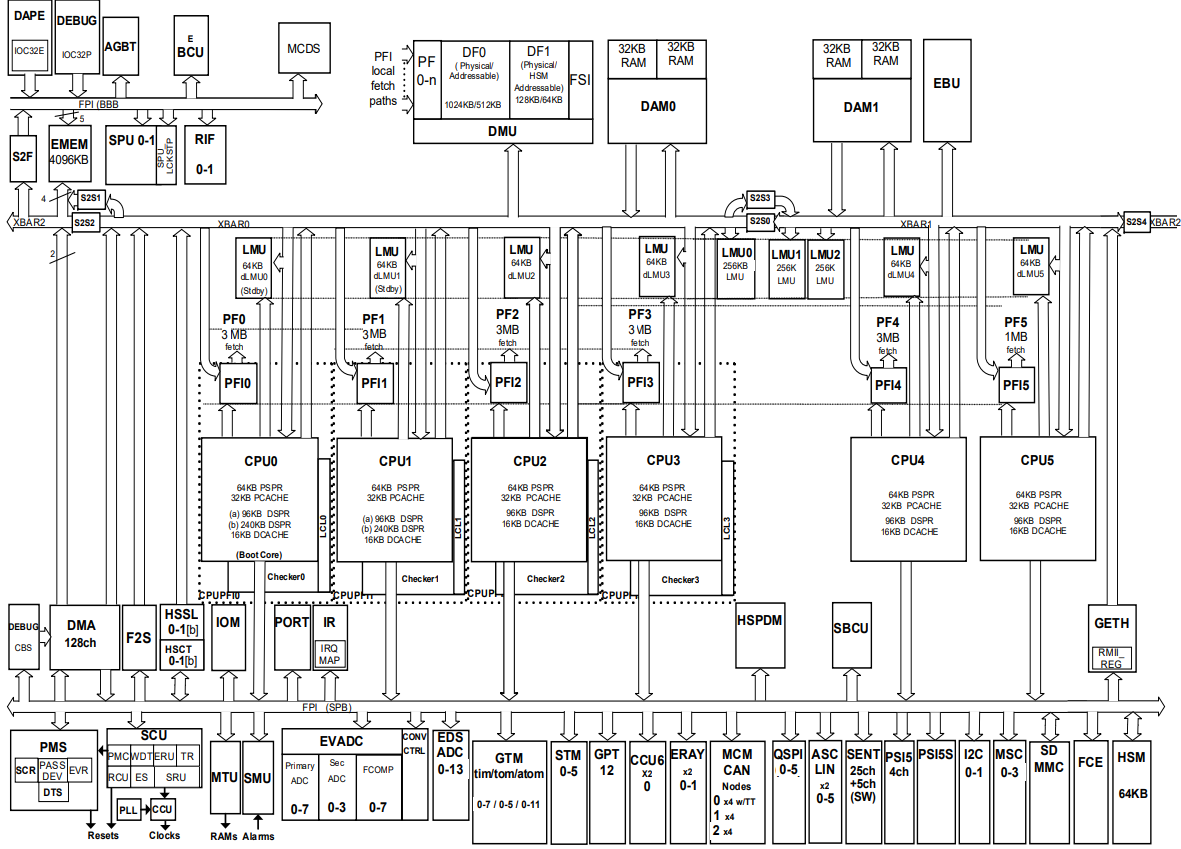 DAPE
IOC32E
DEBUG
IOC32P
AGBT
E
BCU
MCDS
FPI (BBB
5
S2F
EMEM
4096KB
SPU 0-1
SPU_
LCKSTP
RIF
0-1
PFI
local
fetch
paths
PF
0-n
DF0
( Physical/
Addressable)
1024KB/512KB
DF1
(Physical/
HSM
Addressable)
128KB/64KB
FSI
DMU
32KB
RAM
32KB
RAM
DAM0
32KB
RAM
32KB
RAM
DAM1
EBU
4
S2S1
S2S2
XBAR2
XBAR0
S2S3
S2S0
XBAR1
S2S4
XBAR2
2
LMU
64KB
dLMU0
(Stdby)
LMU
64KB
dLMU1
(Stdby)
LMU
64KB
dLMU2
LMU
64KB
dLMU3
LMU0
256KB
LMU
LMU1
256K
LMU
LMU2
256K
LMU
LMU
64KB
dLMU4
LMU
64KB
dLMU5
PF0
3 MB
fetch
PF1
3MB
fetch
PF2
3MB
fetch
PF3
3 MB
fetch
PF4
3MB
fetch
PF5
1MB
fetch
PFI0
PFI1
PFI2
PFI3
PFI4
PFI5
CPU0
64KB PSPR
32KB PCACHE
(a) 96KB DSPR
(b) 240KB DSPR
16KB DCACHE
(Boot Core)
LCL0
Checker0
CPUPFI0
CPU1
64KB PSPR
32KB PCACHE
(a) 96KB DSPR
(b) 240KB DSPR
16KB DCACHE
LCL1
Checker1
CPU2
64KB PSPR
32KB PCACHE
96KB DSPR
16KB DCACHE
LCL2
Checker2
CPU3
64KB PSPR
32KB PCACHE
96KB DSPR
16KB DCACHE
LCL3
Checker3
CPU4
64KB PSPR
32KB PCACHE
96KB DSPR
16KB DCACHE
CPU5
64KB PSPR
32KB PCACHE
96KB DSPR
16KB DCACHE
DEBUG
CBS
DMA
128ch
F2S
HSSL
0-1[b]
HSCT
0-1[b]
IOM
PORT
IR
IRQ
MAP
HSPDM
SBCU
GETH
RMII_
REG
FPI (SPB)
PMS
SCR
PASS
DEV
EVR
DTS
SCU
PMC
WDT
ERU
TR
RCU
ES
SRU
PLL
CCU
Resets
Clocks
MTU
RAMs
SMU
Alarms
EVADC
Primary
ADC
0-7
Sec
ADC
0-3
FCOMP
0-7
CONV
CTRL
EDS
ADC
0-13
GTM
tim/tom/atom
0-7 / 0-5 / 0-11
STM
0-5
GPT
12
CCU6
X2
0
ERAY
x2
0-1
MCM
CAN
Nodes
0 x4 w/TT
1 x4
2 x4
QSPI
0-5
ASC
LIN
x2
0-5
SENT
25ch
+5ch
(SW)
PSI5
4ch
PSI5S
I2C
0-1
MSC
0-3
SD
MMC
FCE
HSM
64KB